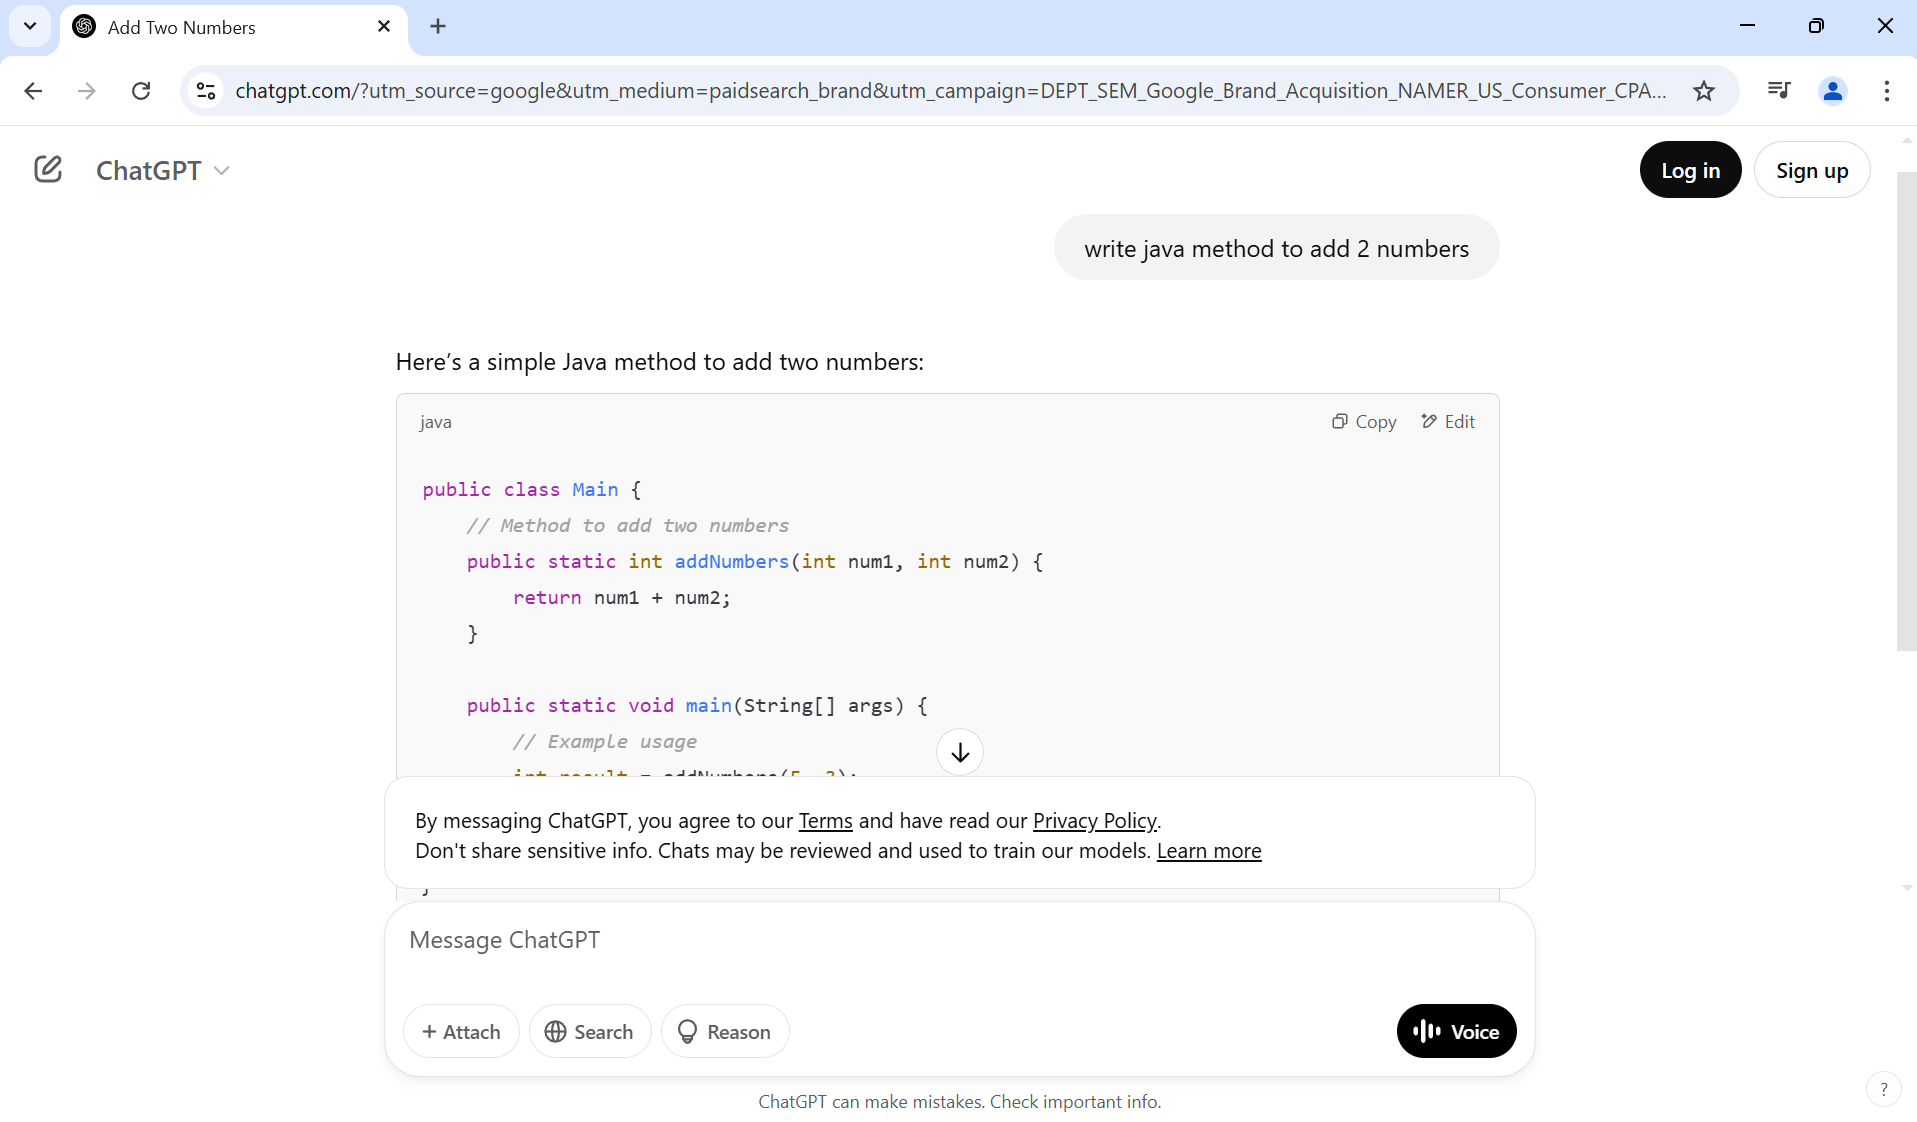 Add Two Numbers
chatgpt.com/?utm_source=google&utm_medium=paidsearch_brand&utm_campaign=DEPT_SEM_Google_Brand_Acquisition_NAMER_US_Consumer_CPA...
ChatGPT
Log in
Sign up
write java method to add 2 numbers
Here’s a simple Java method to add two numbers:
java
Copy
Edit
public class Main {
// Method to add two numbers
public static int addNumbers(int num1, int num2) {
return num1 + num2;
}
public static void main(String[] args) {
// Example usage
int result = addNumbers(5, 3);
By messaging ChatGPT, you agree to our Terms and have read our Privacy Policy.
Don't share sensitive info. Chats may be reviewed and used to train our models. Learn more
}
Message ChatGPT
+ Attach
Search
Reason
Voice
ChatGPT can make mistakes. Check important info.
?